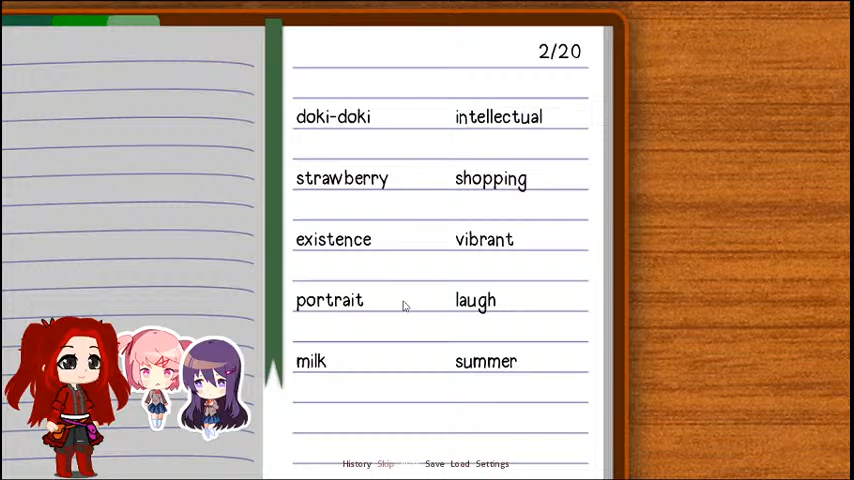 2/20
doki-doki intellectual
strawberry shopping
existence vibrant
portrait laugh
milk summer
History Skip Save Load Settings